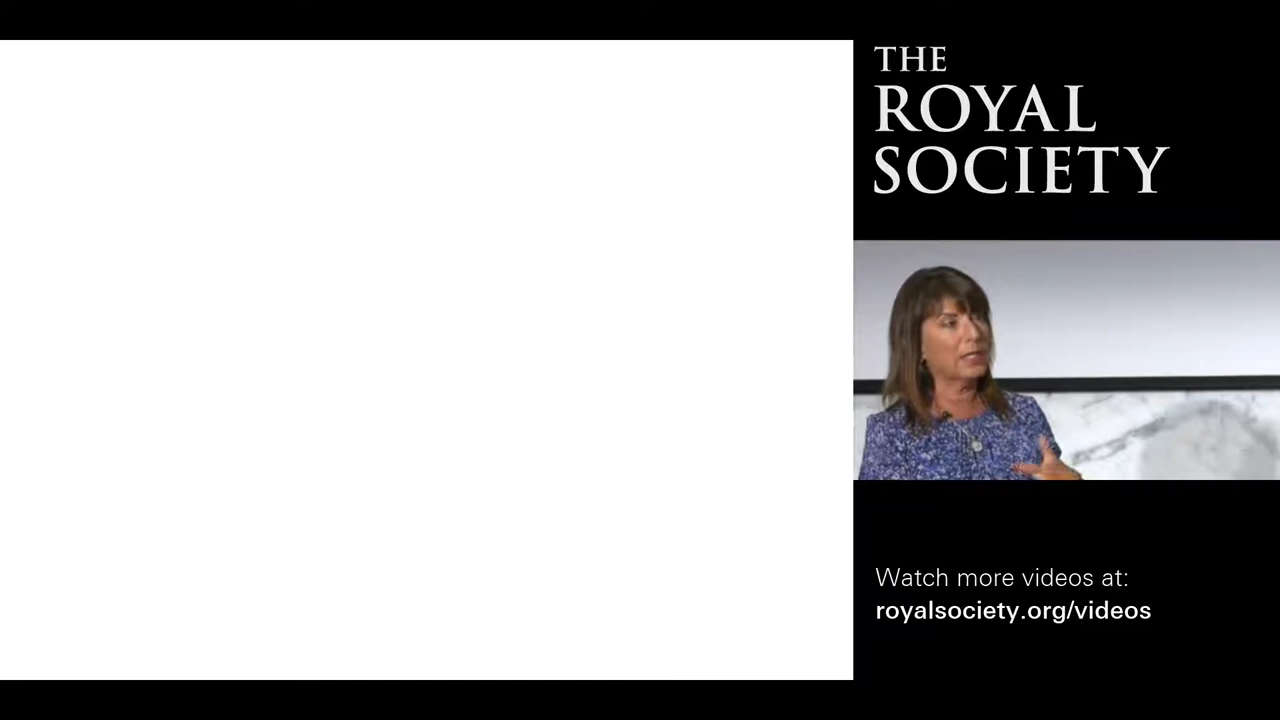 THE
ROYAL
SOCIETY
Watch more videos at:
royalsociety.org/videos